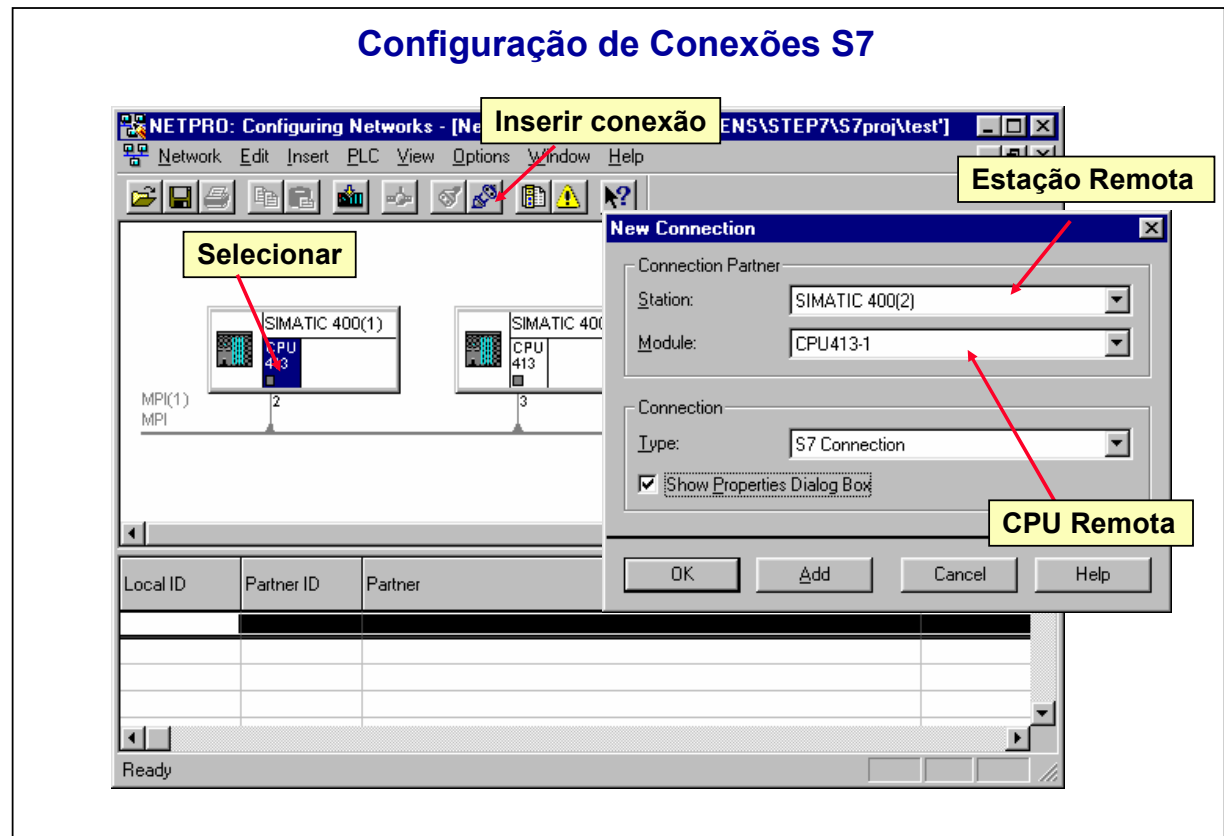 Configuração de Conexões S7
NETPRO: Configuring Networks - [Ne
Inserir conexão
ENS\STEP7\S7proj\test']
Network Edit Insert PLC View Options Window Help
Estação Remota
New Connection
Selecionar
Connection Partner
Station: SIMATIC 400(2)
Module: CPU413-1
SIMATIC 400(1)
CPU
413
SIMATIC 400
CPU
413
MPI(1)
MPI
2
3
Connection
Type: S7 Connection
Show Properties Dialog Box
CPU Remota
OK Add Cancel Help
Local ID Partner ID Partner
Ready